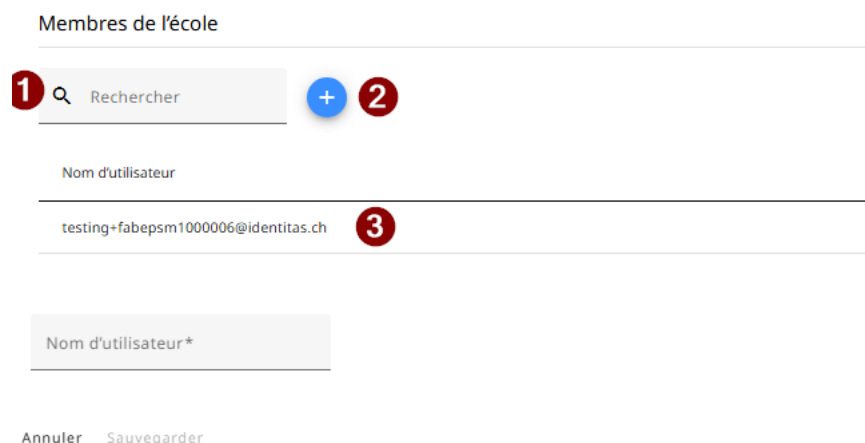 Membres de l'école
1 Rechercher + 2
Nom d'utilisateur
testing+fabepsm1000006@identitas.ch 3
Nom d'utilisateur*
Annuler Sauvegarder